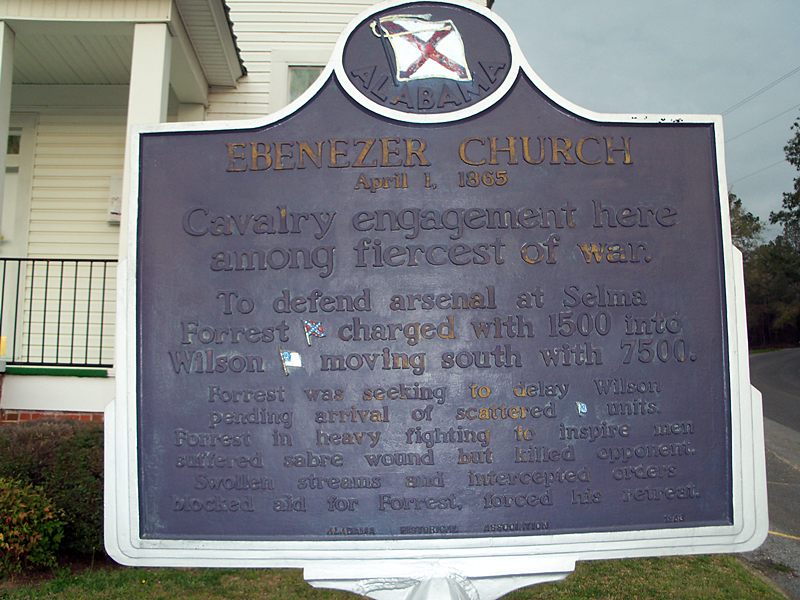 ALABAMA
EBENEZER CHURCH
April 1, 1865
Cavalry engagement here
among fiercest of war.
To defend arsenal at Selma
Forrest charged with 1500 into
Wilson moving south with 7500.
Forrest was seeking to delay Wilson
pending arrival of scattered units.
Forrest in heavy fighting to inspire men
suffered sabre wound but killed opponent.
Swollen streams and intercepted orders
blocked aid for Forrest, forced his retreat.
ALABAMA HISTORICAL ASSOCIATION